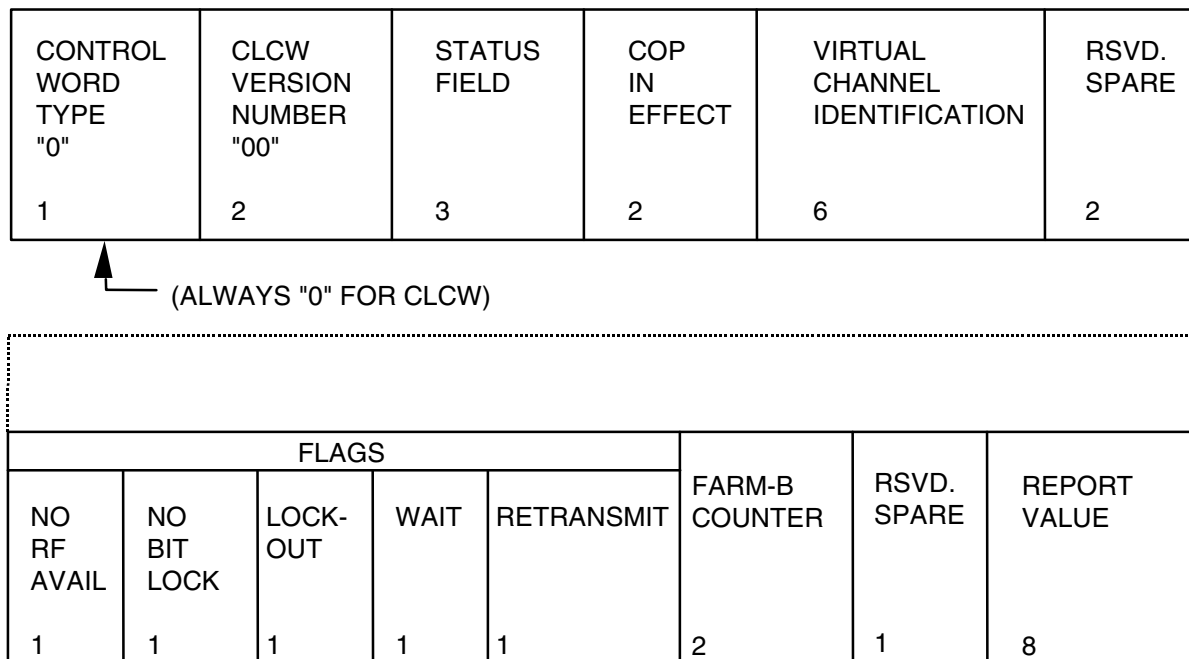 CONTROL
WORD
TYPE
"0"
1
CLCW
VERSION
NUMBER
"00"
2
STATUS
FIELD
3
COP
IN
EFFECT
2
VIRTUAL
CHANNEL
IDENTIFICATION
6
RSVD.
SPARE
2
(ALWAYS "0" FOR CLCW)
FLAGS
NO
RF
AVAIL
1
NO
BIT
LOCK
1
LOCK-
OUT
1
WAIT
1
RETRANSMIT
1
FARM-B
COUNTER
2
RSVD.
SPARE
1
REPORT
VALUE
8